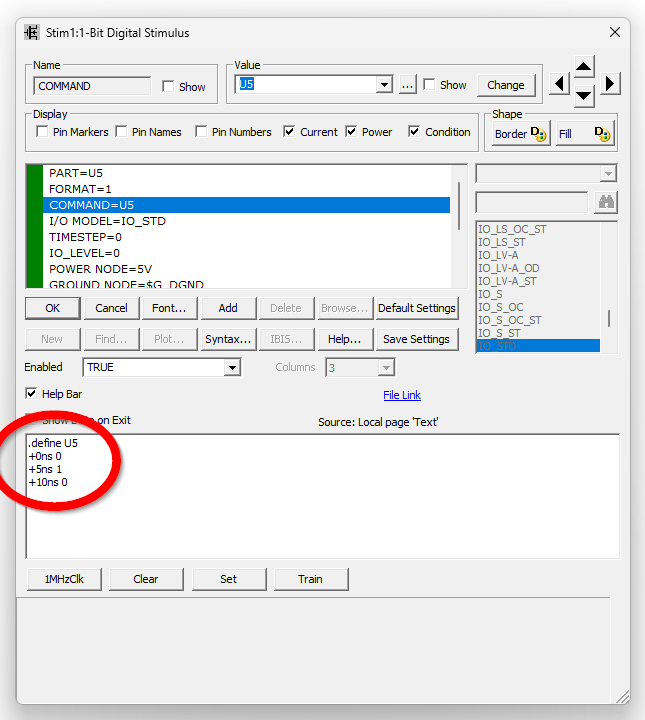 Stim1:1-Bit Digital Stimulus
Name
COMMAND
Show
Value
U5
...
Show
Change
Display
Pin Markers
Pin Names
Pin Numbers
Current
Power
Condition
Shape
Border
Fill
PART=U5
FORMAT=1
COMMAND=U5
I/O MODEL=IO_STD
TIMESTEP=0
IO_LEVEL=0
POWER NODE=5V
GROUND NODE=$G_DGND
IO_LS_OC_ST
IO_LS_ST
IO_LV-A
IO_LV-A_OD
IO_LV-A_ST
IO_S
IO_S_OC
IO_S_OC_ST
IO_S_ST
IO_STD
OK
Cancel
Font...
Add
Delete
Browse...
Default Settings
New
Find...
Plot...
Syntax...
IBIS...
Help...
Save Settings
Enabled
TRUE
Columns
3
Help Bar
File Link
Show
on Exit
Source: Local page 'Text'
.define U5
+0ns 0
+5ns 1
+10ns 0
1MHzClk
Clear
Set
Train